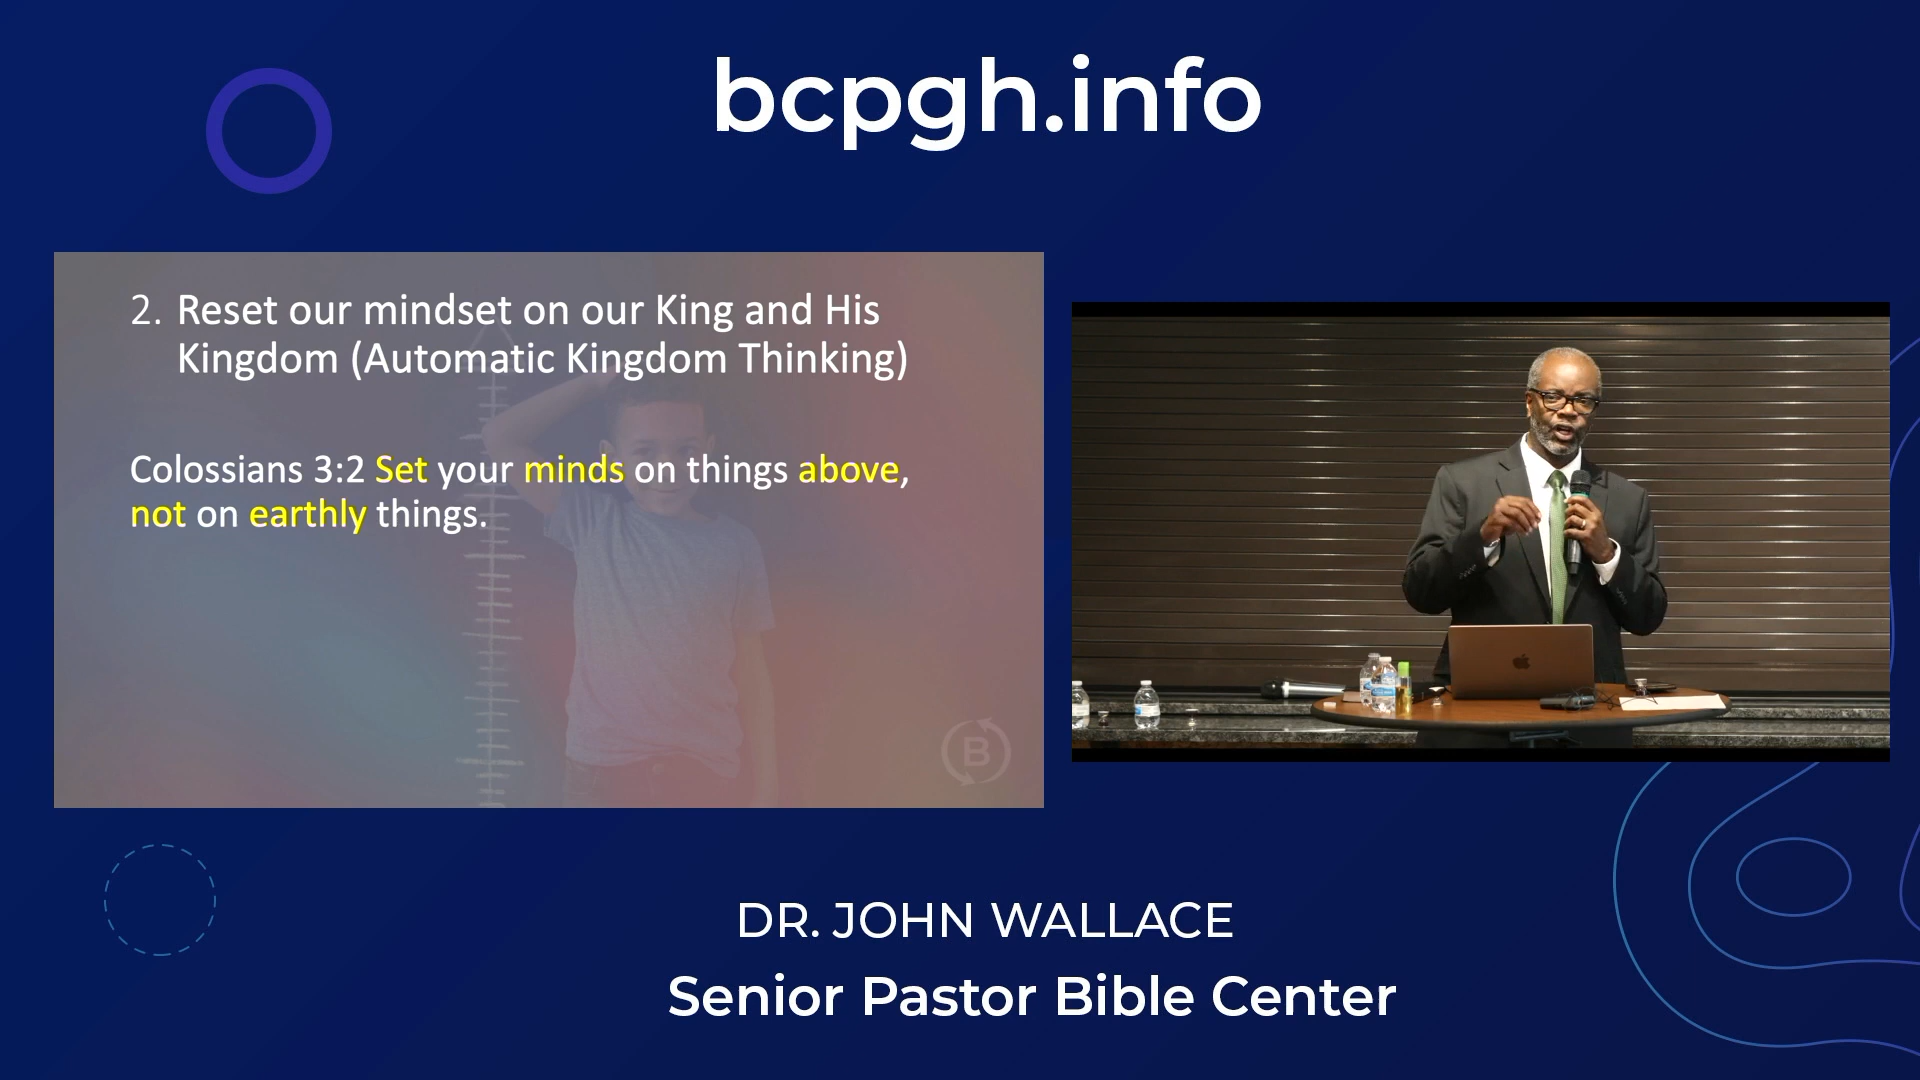 bcpgh.info
2. Reset our mindset on our King and His
Kingdom (Automatic Kingdom Thinking)
Colossians 3:2 Set your minds on things above,
not on earthly things.
B
DR. JOHN WALLACE
Senior Pastor Bible Center